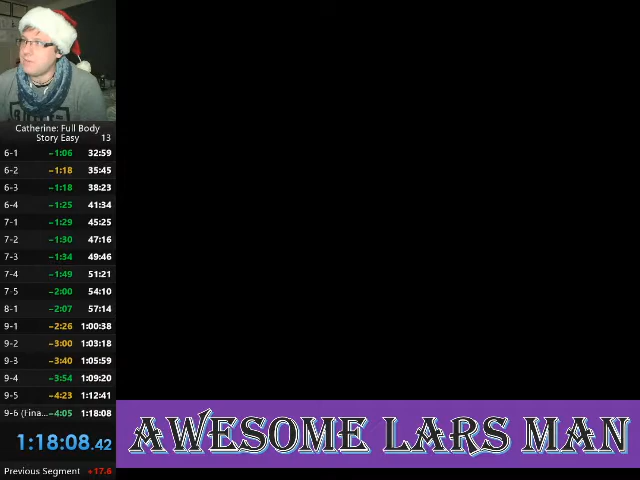 Catherine: Full Body
Story Easy 13
6-1 −1:06 32:59
6-2 −1:18 35:45
6-3 −1:18 38:23
6-4 −1:25 41:34
7-1 −1:29 45:25
7-2 −1:30 47:16
7-3 −1:34 49:46
7-4 −1:49 51:21
7-5 −2:00 54:10
8-1 −2:07 57:14
9-1 −2:26 1:00:38
9-2 −3:00 1:03:18
9-3 −3:40 1:05:59
9-4 −3:54 1:09:20
9-5 −4:23 1:12:41
9-6 (Fina... −4:05 1:18:08
1:18:08.42
Previous Segment +17.6
AWESOME LARS MAN